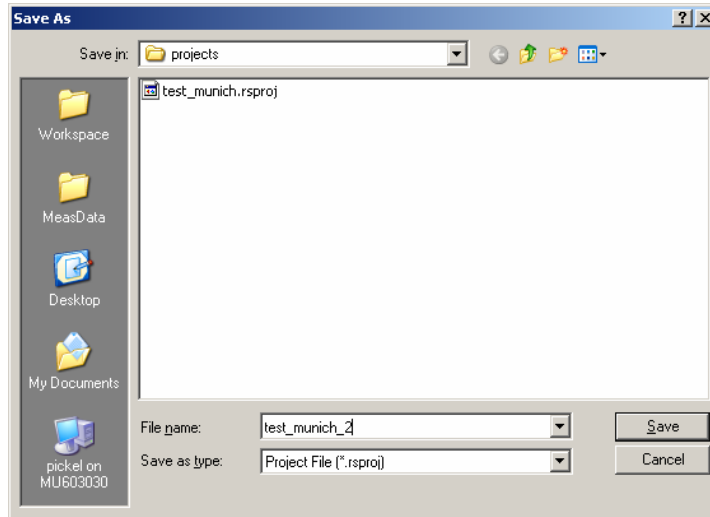 Save As
Save in: projects
test_munich.rsproj
Workspace
MeasData
Desktop
My Documents
pickel on
MU603030
File name: test_munich_2 Save
Save as type: Project File (*.rsproj) Cancel